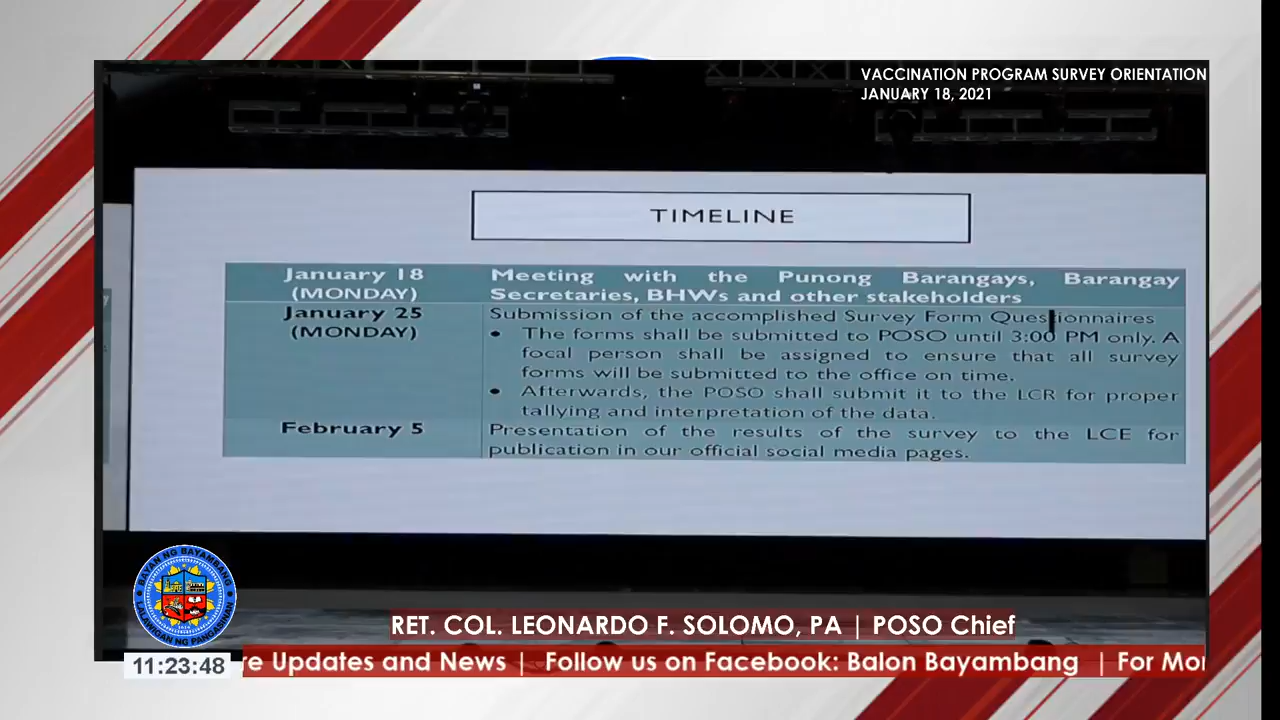 VACCINATION PROGRAM SURVEY ORIENTATION
JANUARY 18, 2021
TIMELINE
January 18
(MONDAY)
Meeting with the Punong Barangays, Barangay
Secretaries, BHWs and other stakeholders
January 25
(MONDAY)
Submission of the accomplished Survey Form Questionnaires
• The forms shall be submitted to POSO until 3:00 PM only. A
focal person shall be assigned to ensure that all survey
forms will be submitted to the office on time.
• Afterwards, the POSO shall submit it to the LCR for proper
tallying and interpretation of the data.
February 5
Presentation of the results of the survey to the LCE for
publication in our official social media pages.
BAYAN NG BAYAMBANG
LALAWIGAN NG PANGASINAN
RET. COL. LEONARDO F. SOLOMO, PA | POSO Chief
11:23:48
re Updates and News | Follow us on Facebook: Balon Bayambang | For Mor